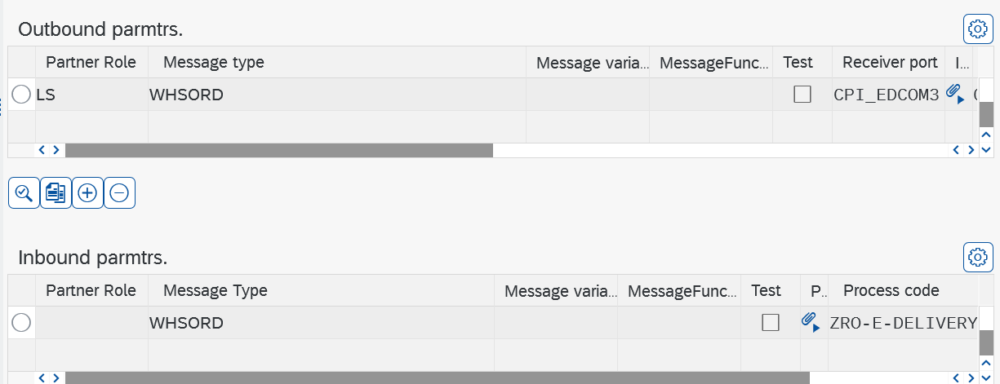 Outbound parmtrs.
Partner Role Message type Message varia... MessageFunc... Test Receiver port I...
LS WHSORD CPI_EDCOM3
Inbound parmtrs.
Partner Role Message Type Message varia... MessageFunc... Test P.. Process code
WHSORD ZRO-E-DELIVERY